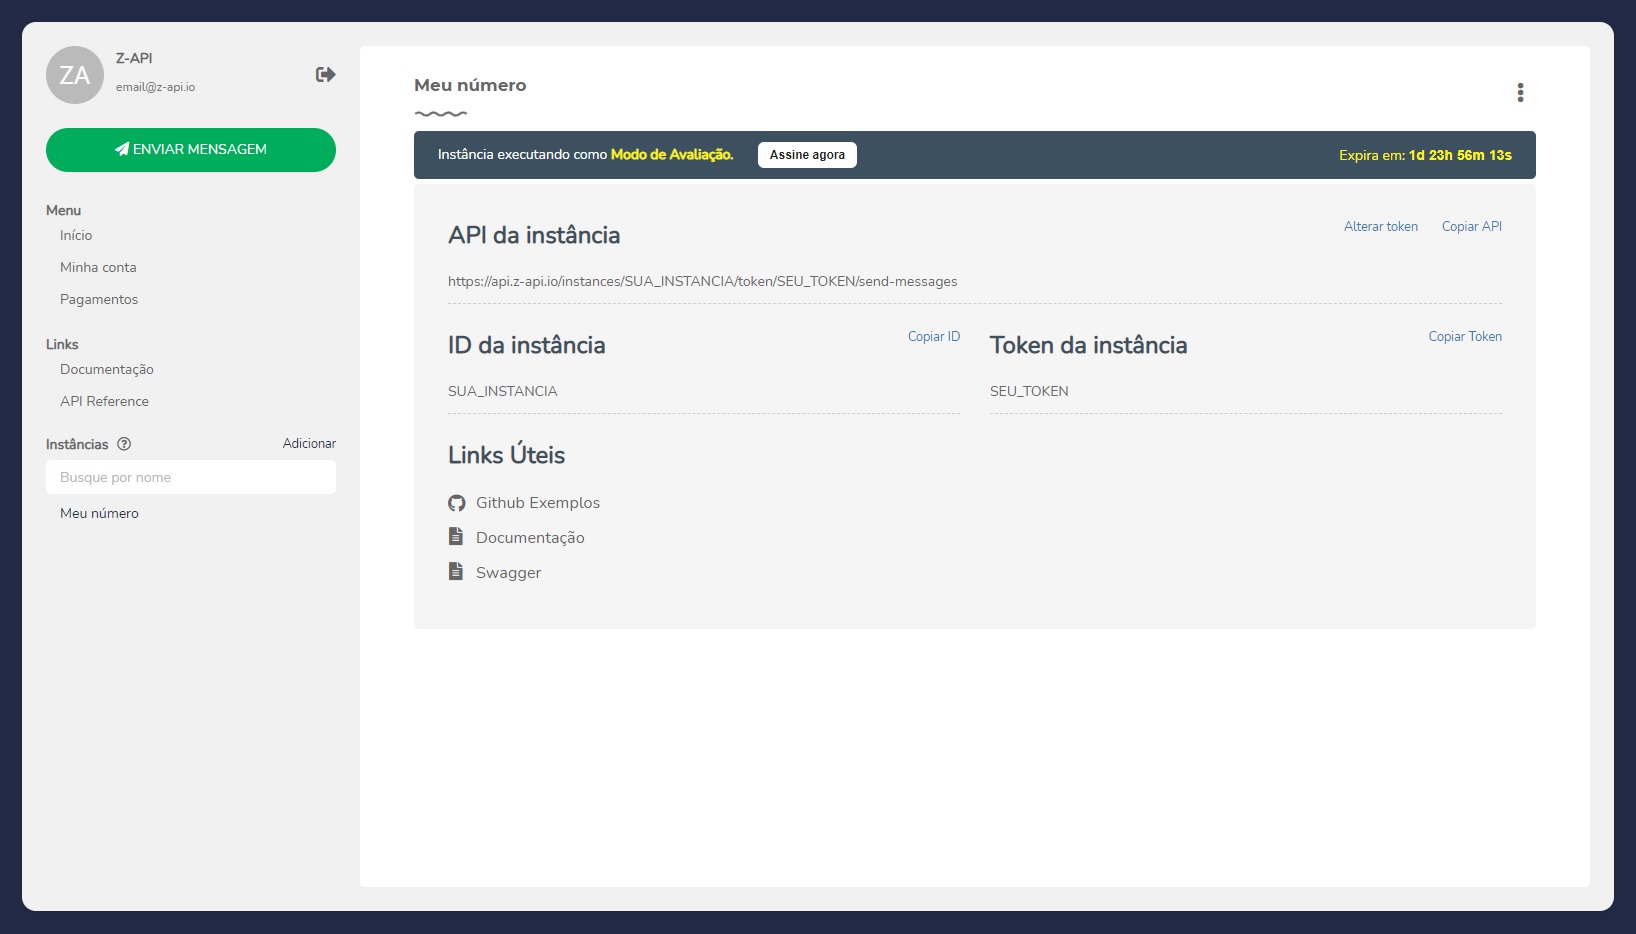 ZA
Z-API
email@z-api.io
ENVIAR MENSAGEM
Menu
Início
Minha conta
Pagamentos
Links
Documentação
API Reference
Instâncias
Adicionar
Busque por nome
Meu número
Meu número
Instância executando como Modo de Avaliação. Assine agora Expira em: 1d 23h 56m 13s
API da instância Alterar token Copiar API
https://api.z-api.io/instances/SUA_INSTANCIA/token/SEU_TOKEN/send-messages
ID da instância Copiar ID
SUA_INSTANCIA
Token da instância Copiar Token
SEU_TOKEN
Links Úteis
Github Exemplos
Documentação
Swagger